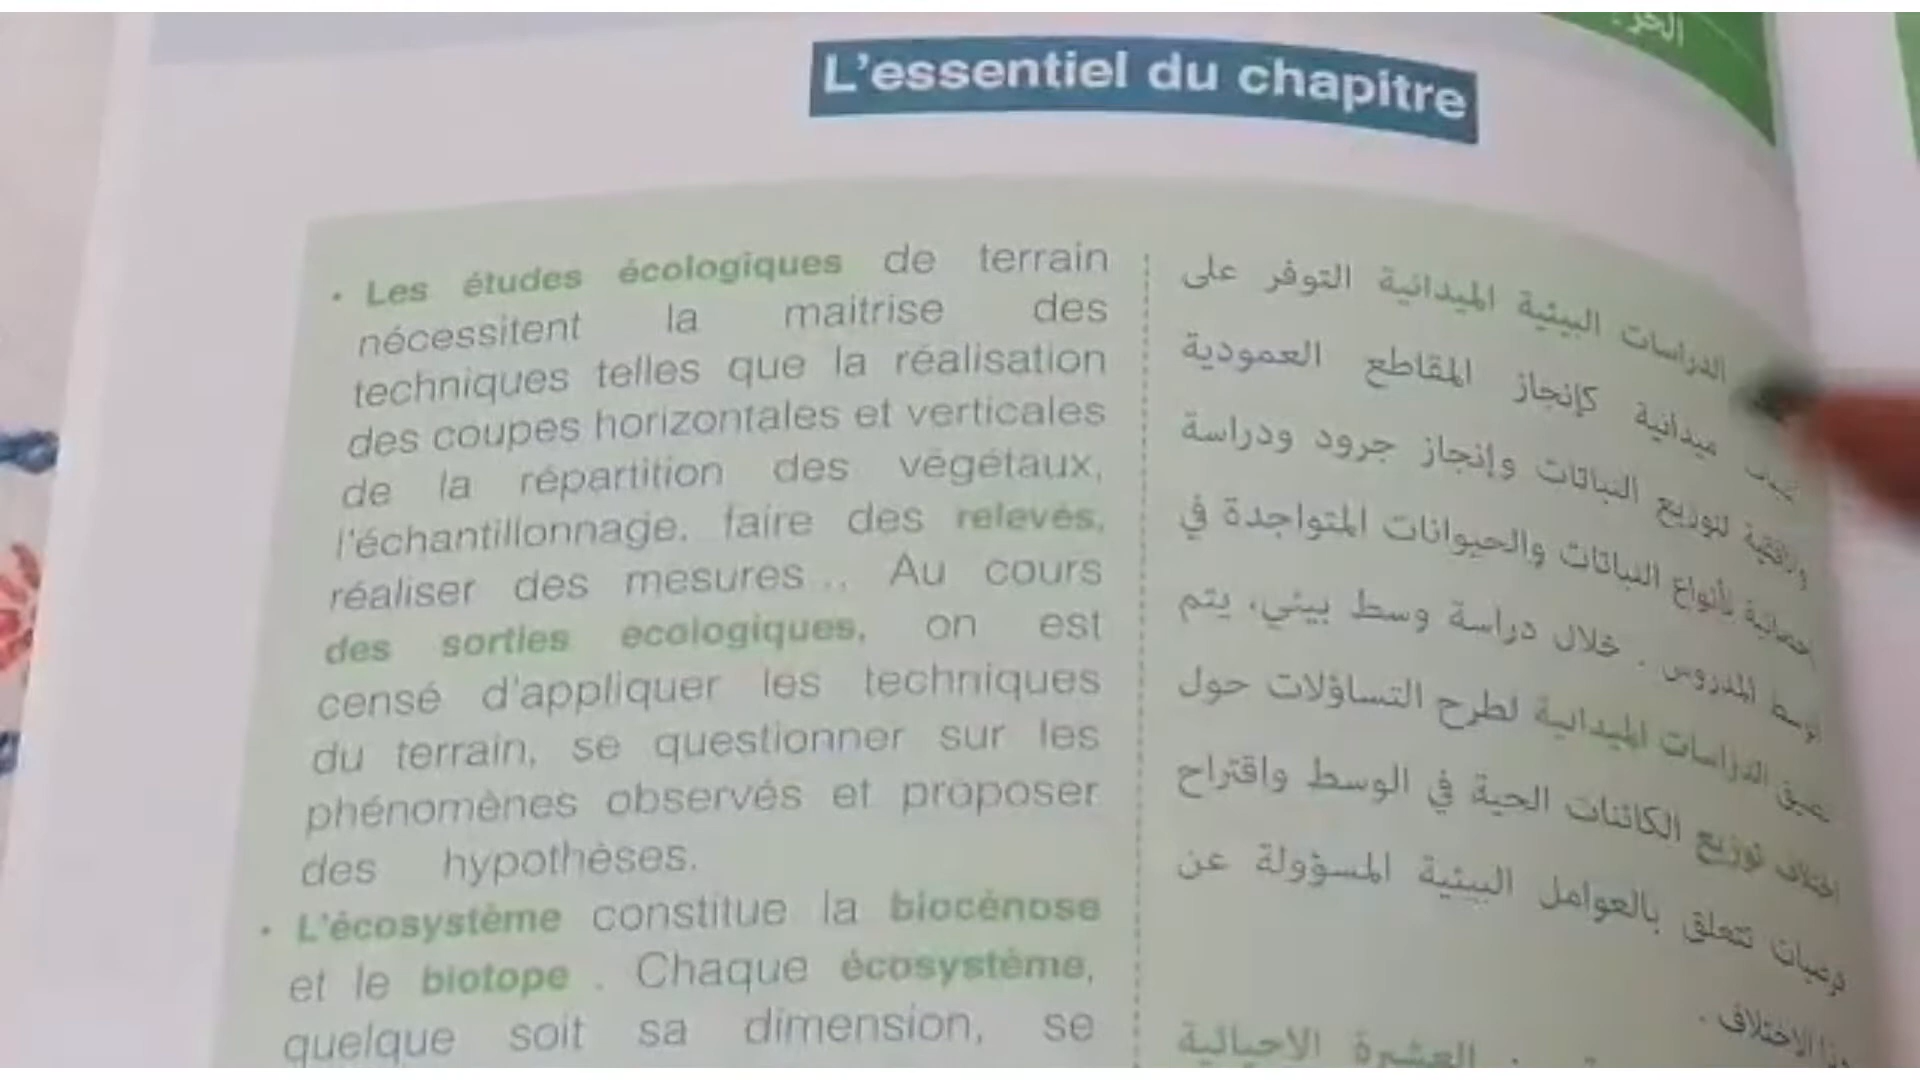 L'essentiel du chapitre
• Les études écologiques de terrain
nécessitent la maitrise des
techniques telles que la réalisation
des coupes horizontales et verticales
de la répartition des végétaux,
l'échantillonnage, faire des relevés,
réaliser des mesures .. Au cours
des sorties écologiques, on est
censé d'appliquer les techniques
du terrain, se questionner sur les
phénomènes observés et proposer
des hypothèses.
• L'écosystème constitue la biocénose
et le biotope . Chaque écosystème,
quelque soit sa dimension, se
الدراسات البيئية الميدانية التوفر على
ميدانية كإنجاز المقاطع العمودية
والأفقية لتوزيع النباتات وإنجاز جرود ودراسة
إحصائية لأنواع النباتات والحيوانات المتواجدة في
الوسط المدروس . خلال دراسة وسط بيئي، يتم
الدراسات الميدانية لطرح التساؤلات حول
اختلاف توزيع الكائنات الحية في الوسط واقتراح
فرضيات تتعلق بالعوامل البيئية المسؤولة عن
هذا الاختلاف .
العشيرة الاحيائية